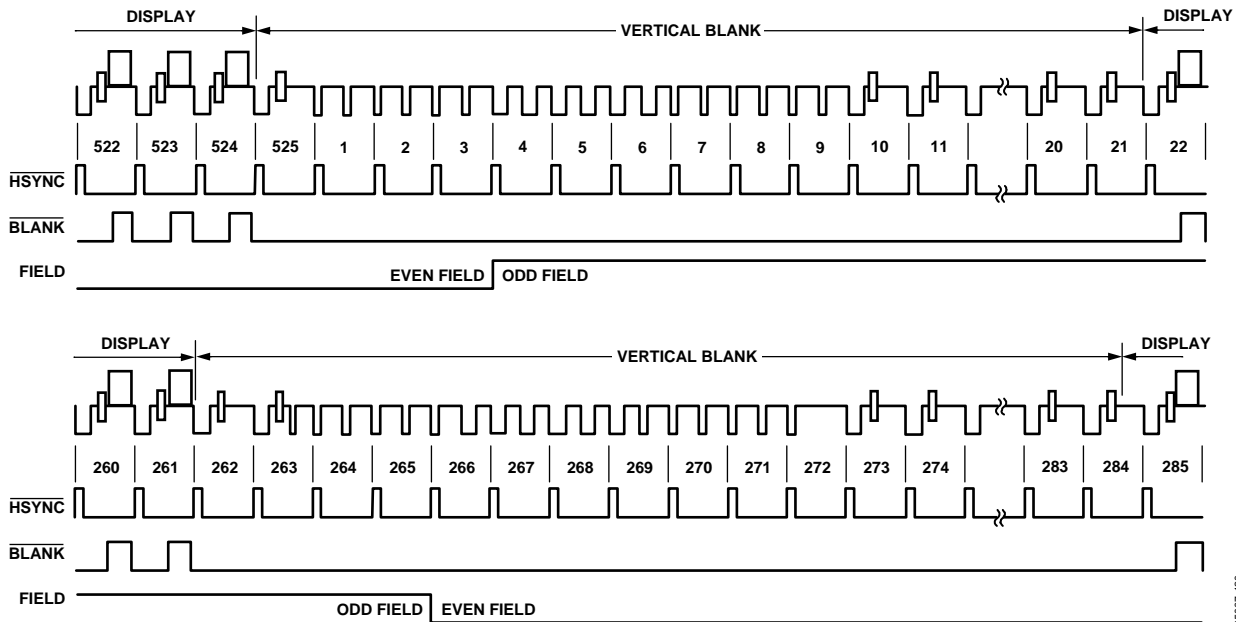 DISPLAY VERTICAL BLANK DISPLAY
522 523 524 525 1 2 3 4 5 6 7 8 9 10 11 20 21 22
HSYNC
BLANK
FIELD EVEN FIELD ODD FIELD
DISPLAY VERTICAL BLANK DISPLAY
260 261 262 263 264 265 266 267 268 269 270 271 272 273 274 283 284 285
HSYNC
BLANK
FIELD ODD FIELD EVEN FIELD